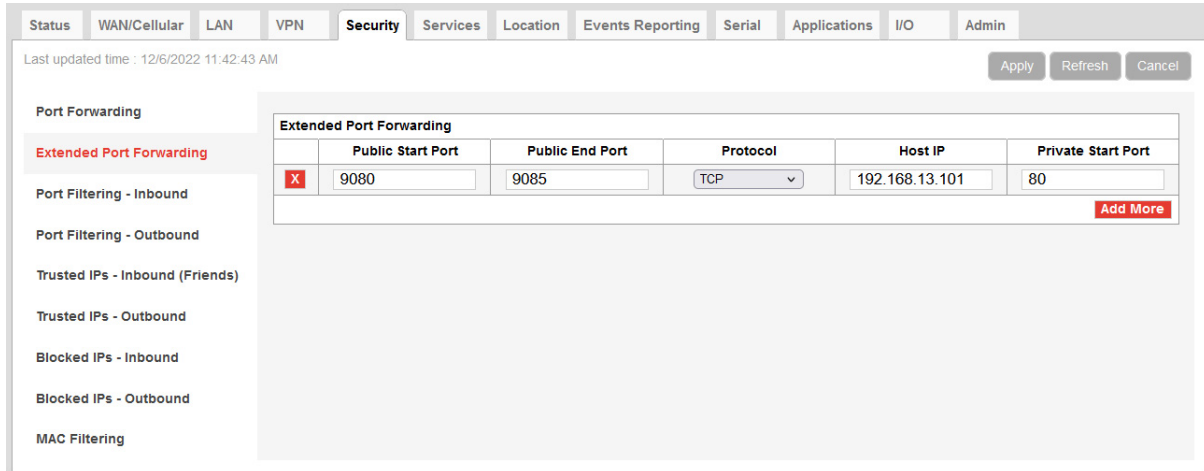 Status WAN/Cellular LAN VPN Security Services Location Events Reporting Serial Applications I/O Admin
Last updated time : 12/6/2022 11:42:43 AM
Apply Refresh Cancel
Port Forwarding
Extended Port Forwarding
Port Filtering - Inbound
Port Filtering - Outbound
Trusted IPs - Inbound (Friends)
Trusted IPs - Outbound
Blocked IPs - Inbound
Blocked IPs - Outbound
MAC Filtering
Extended Port Forwarding
Public Start Port Public End Port Protocol Host IP Private Start Port
X 9080 9085 TCP 192.168.13.101 80
Add More